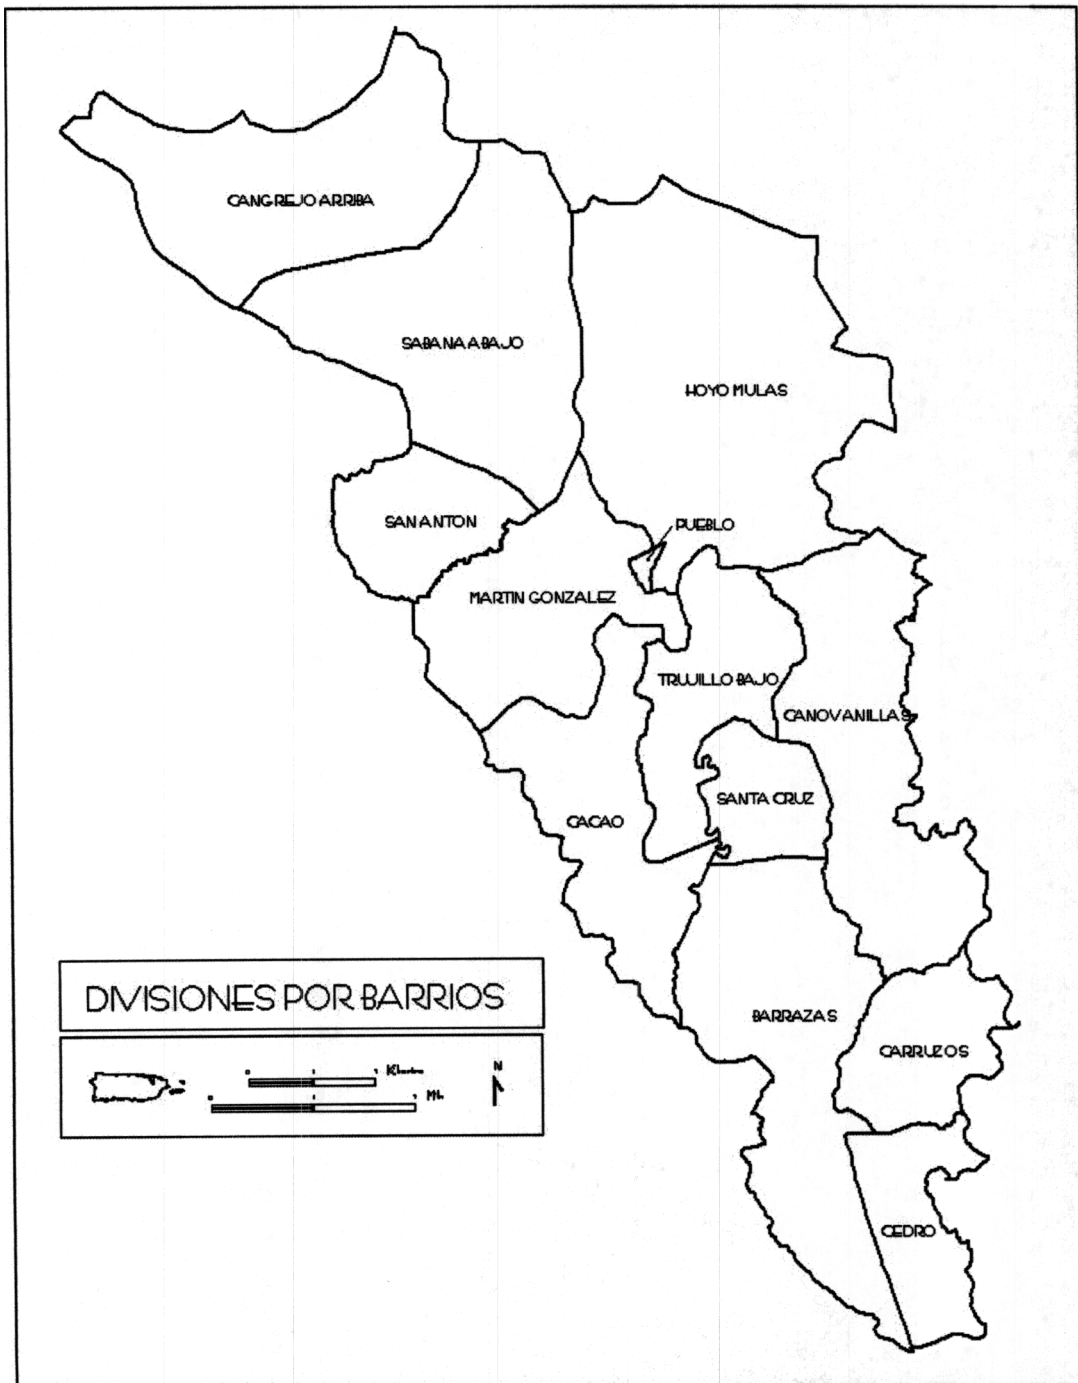 CANGREJO ARRIBA
SABANA ABAJO
HOYO MULAS
SAN ANTON
PUEBLO
MARTIN GONZALEZ
TRUJILLO BAJO
CANOVANILLAS
SANTA CRUZ
CACAO
DIVISIONES POR BARRIOS
BARRAZAS
CARRUZOS
N
CEDRO